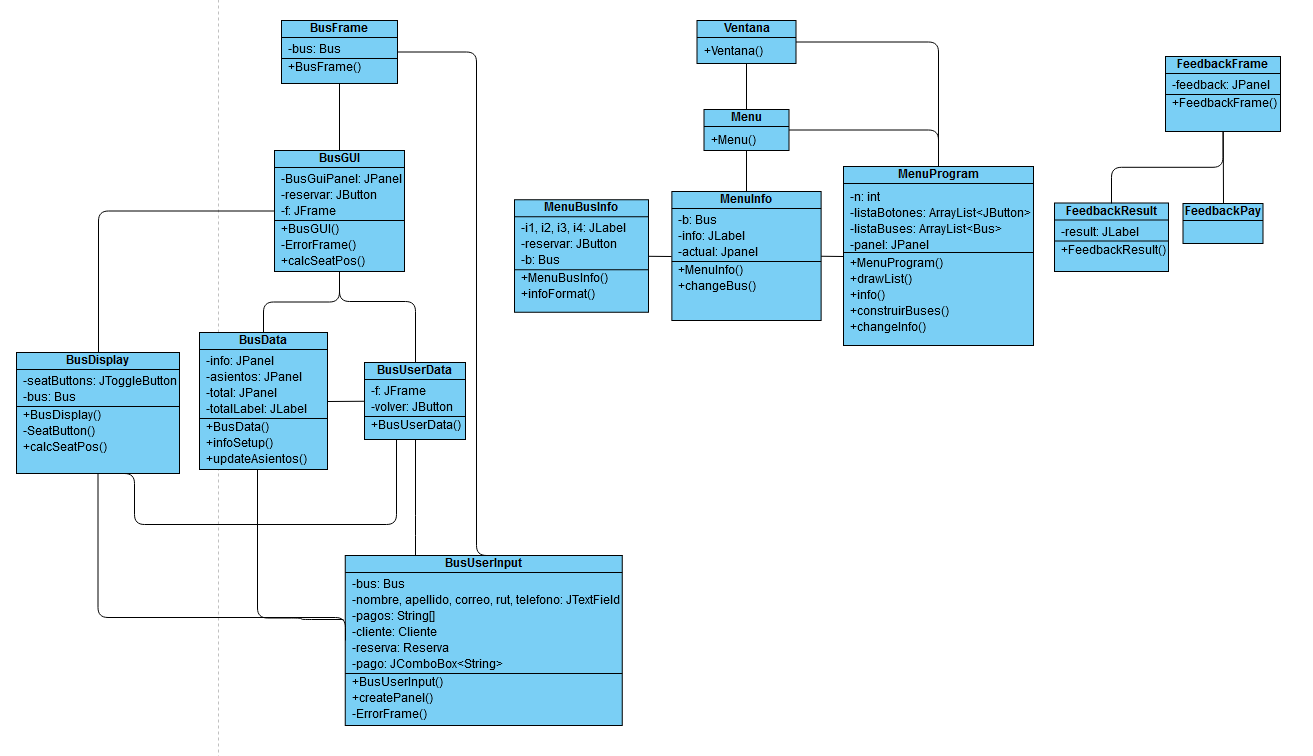 BusFrame
-bus: Bus
+BusFrame()
BusGUI
-BusGuiPanel: JPanel
-reservar: JButton
-f: JFrame
+BusGUI()
-ErrorFrame()
+calcSeatPos()
BusDisplay
-seatButtons: JToggleButton
-bus: Bus
+BusDisplay()
-SeatButton()
+calcSeatPos()
BusData
-info: JPanel
-asientos: JPanel
-total: JPanel
-totalLabel: JLabel
+BusData()
+infoSetup()
+updateAsientos()
BusUserData
-f: JFrame
-volver: JButton
+BusUserData()
BusUserInput
-bus: Bus
-nombre, apellido, correo, rut, telefono: JTextField
-pagos: String[]
-cliente: Cliente
-reserva: Reserva
-pago: JComboBox<String>
+BusUserInput()
+createPanel()
-ErrorFrame()
Ventana
+Ventana()
Menu
+Menu()
MenuBusInfo
-i1, i2, i3, i4: JLabel
-reservar: JButton
-b: Bus
+MenuBusInfo()
+infoFormat()
MenuInfo
-b: Bus
-info: JLabel
-actual: Jpanel
+MenuInfo()
+changeBus()
MenuProgram
-n: int
-listaBotones: ArrayList<JButton>
-listaBuses: ArrayList<Bus>
-panel: JPanel
+MenuProgram()
+drawList()
+info()
+construirBuses()
+changeInfo()
FeedbackFrame
-feedback: JPanel
+FeedbackFrame()
FeedbackResult
-result: JLabel
+FeedbackResult()
FeedbackPay